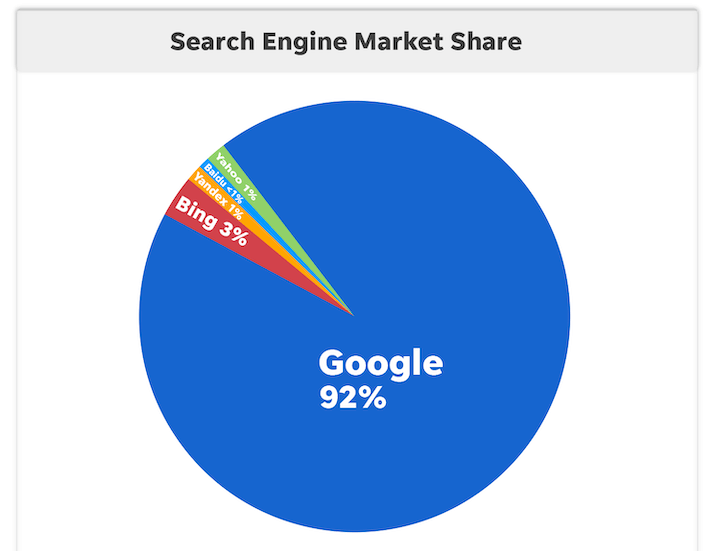 Search Engine Market Share
Yahoo 1%
Baidu <1%
Yandex 1%
Bing 3%
Google
92%